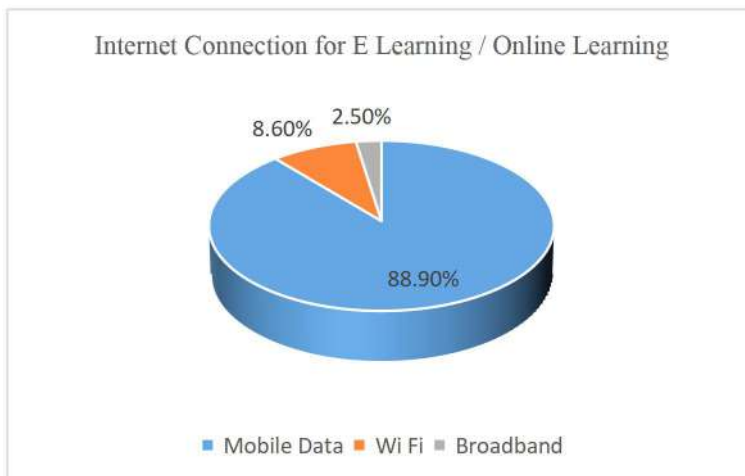 Internet Connection for E Learning / Online Learning
2.50%
8.60%
88.90%
Mobile Data Wi Fi Broadband